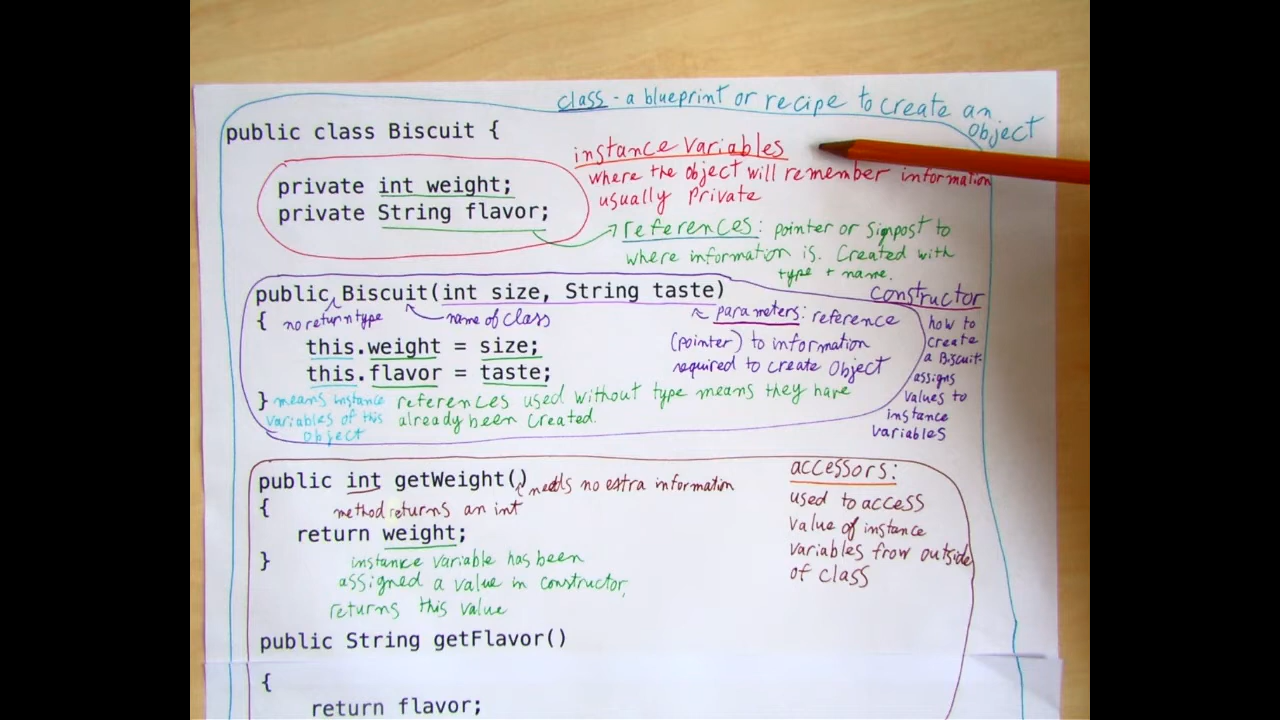 class - a blueprint or recipe to create an
object
public class Biscuit {
instance variables
where the object will remember information
usually private
private int weight;
private String flavor;
references: pointer or signpost to
where information is. Created with
type + name.
public Biscuit(int size, String taste)
constructor
{ no return type
name of class
parameters: reference
(pointer) to information
required to create object
how to
create
a Biscuit-
assigns
values to
instance
variables
this.weight = size;
this.flavor = taste;
}
means instance
variables of this
object
references used without type means they have
already been created.
public int getWeight()
needs no extra information
{
method returns an int
return weight;
}
instance variable has been
assigned a value in constructor,
returns this value
accessors:
used to access
value of instance
variables from outside
of class
public String getFlavor()
{
return flavor;